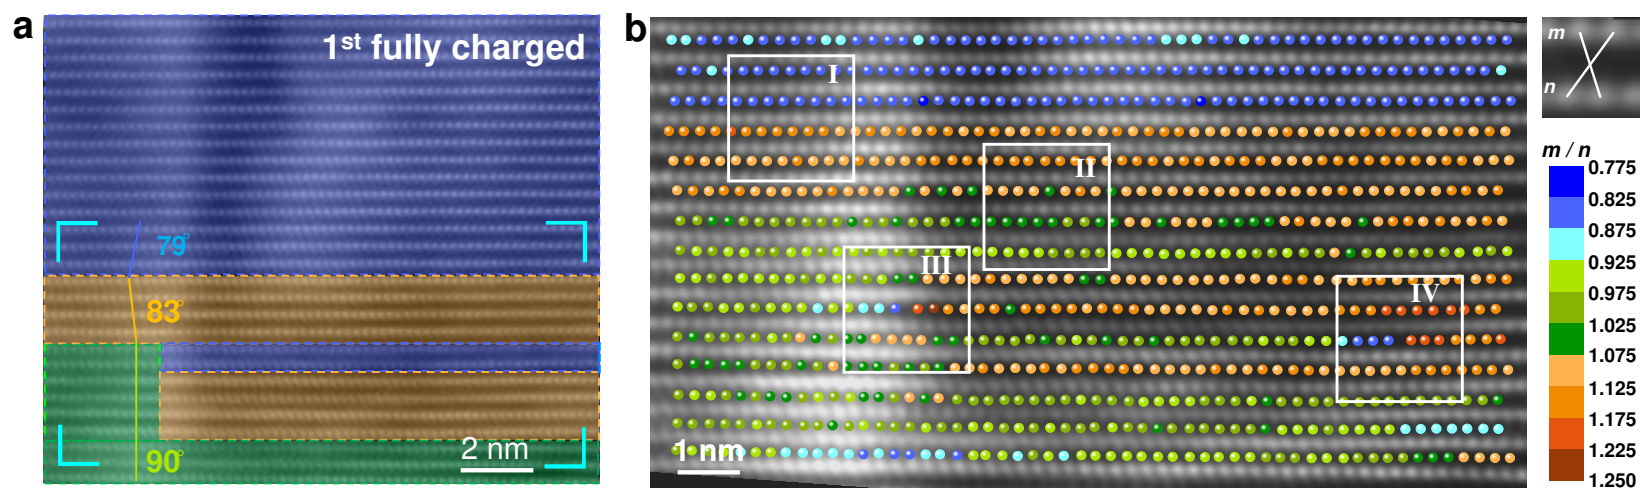 a
1st fully charged
79°
83°
90°
2 nm
b
I
II
III
IV
1 nm
m
n
m / n
0.775
0.825
0.875
0.925
0.975
1.025
1.075
1.125
1.175
1.225
1.250